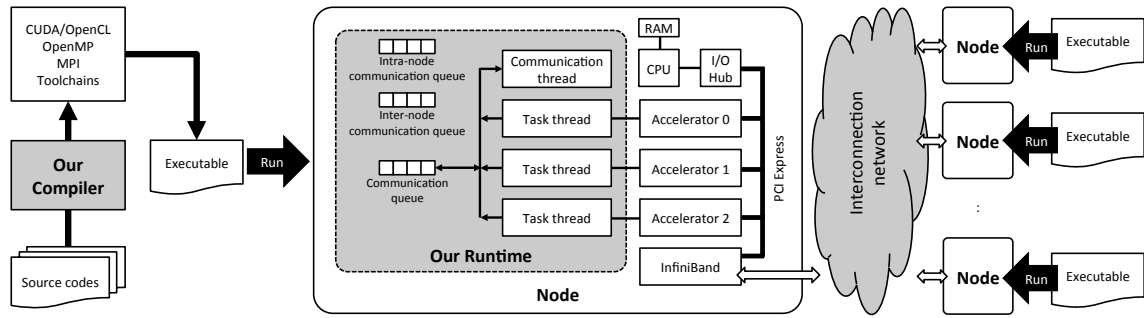 CUDA/OpenCL
OpenMP
MPI
Toolchains
Our
Compiler
Source codes
Executable
Run
Intra-node
communication queue
Inter-node
communication queue
Communication
queue
Communication
thread
Task thread
Task thread
Task thread
Our Runtime
RAM
CPU
I/O
Hub
Accelerator 0
Accelerator 1
Accelerator 2
InfiniBand
PCI Express
Node
Interconnection
network
Node
Run
Executable
Node
Run
Executable
:
Node
Run
Executable